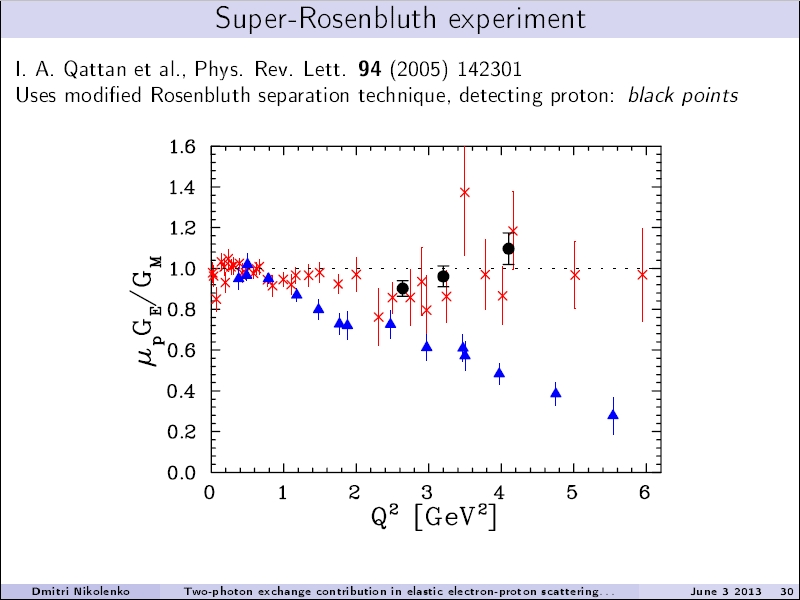 Super-Rosenbluth experiment
I. A. Qattan et al., Phys. Rev. Lett. 94 (2005) 142301
Uses modified Rosenbluth separation technique, detecting proton: black points
1.6
1.4
1.2
1.0
0.8
0.6
0.4
0.2
0.0
μpGE/GM
0 1 2 3 4 5 6
Q² [GeV²]
Dmitri Nikolenko Two-photon exchange contribution in elastic electron-proton scattering... June 3 2013 30